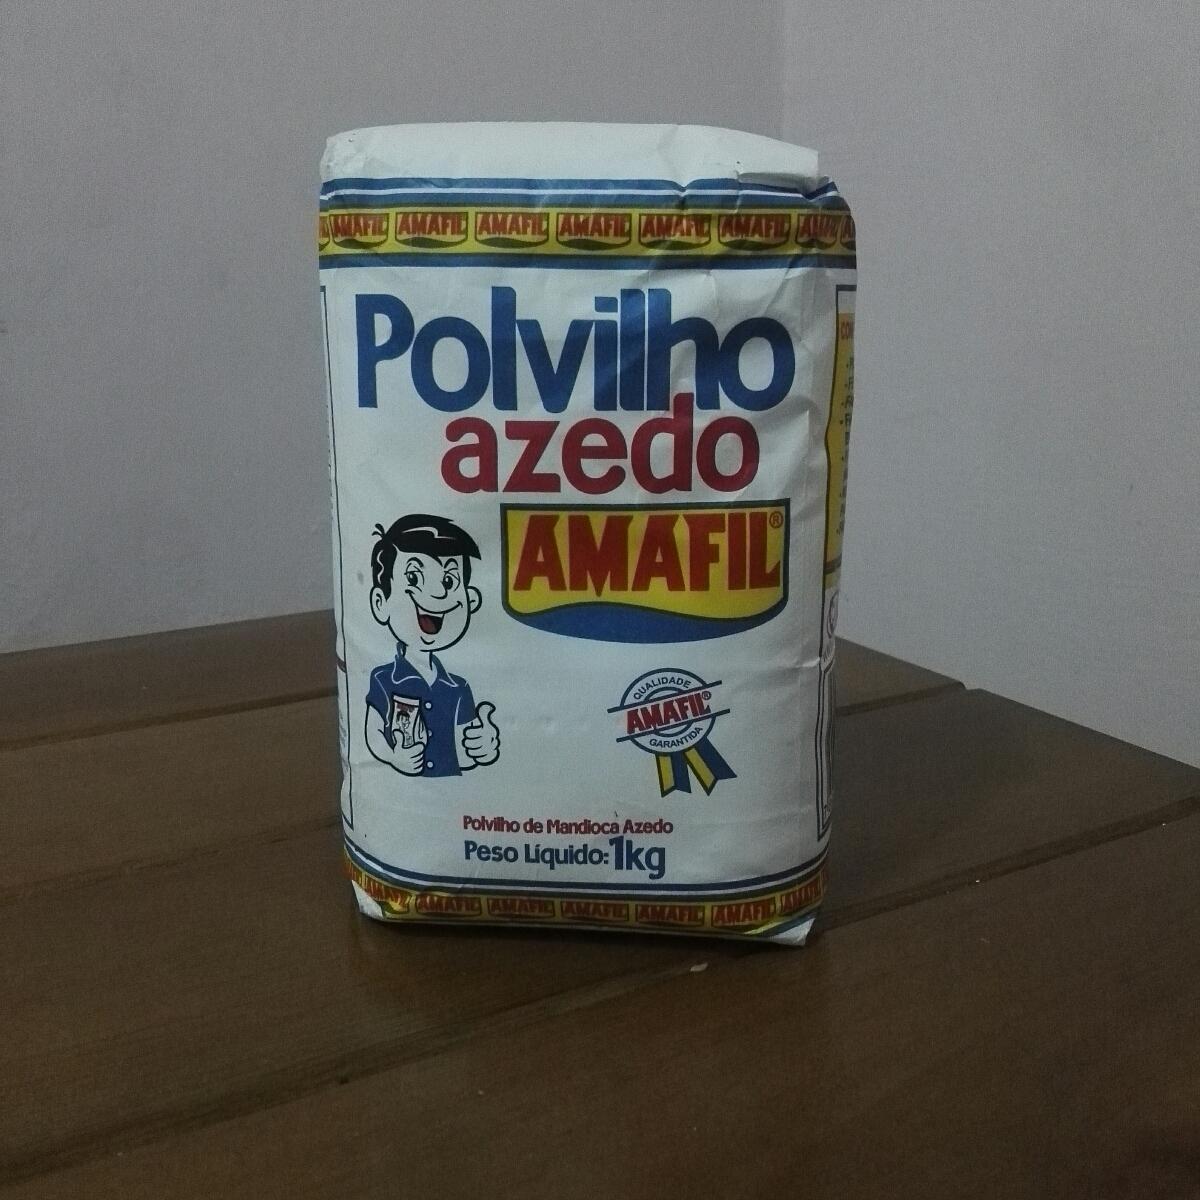 AMAFIL AMAFIL AMAFIL AMAFIL AMAFIL AMAFIL
Polvilho
azedo
AMAFIL®
QUALIDADE
AMAFIL®
GARANTIDA
Polvilho de Mandioca Azedo
Peso Líquido: 1kg
AMAFIL AMAFIL AMAFIL AMAFIL AMAFIL AMAFIL AMAFIL